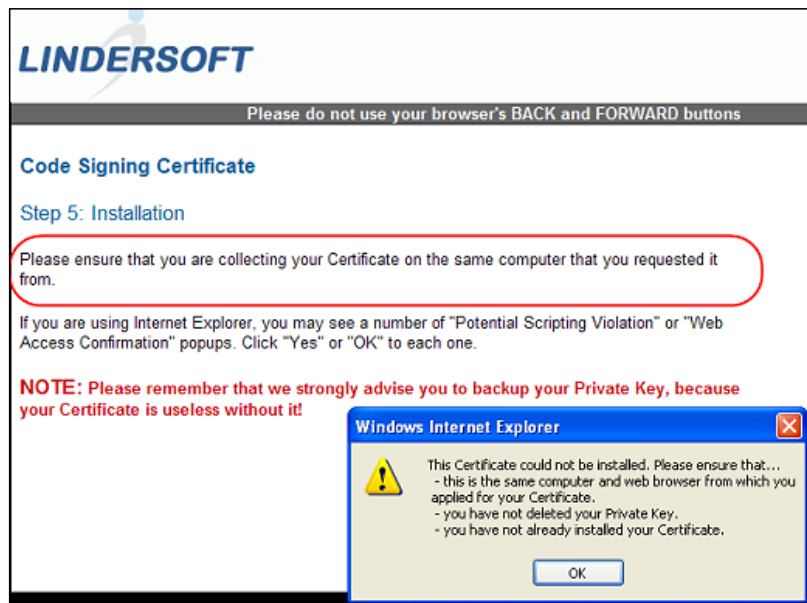 LINDERSOFT
Please do not use your browser's BACK and FORWARD buttons
Code Signing Certificate
Step 5: Installation
Please ensure that you are collecting your Certificate on the same computer that you requested it
from.
If you are using Internet Explorer, you may see a number of "Potential Scripting Violation" or "Web
Access Confirmation" popups. Click "Yes" or "OK" to each one.
NOTE: Please remember that we strongly advise you to backup your Private Key, because
your Certificate is useless without it!
Windows Internet Explorer
This Certificate could not be installed. Please ensure that...
- this is the same computer and web browser from which you
applied for your Certificate.
- you have not deleted your Private Key.
- you have not already installed your Certificate.
OK